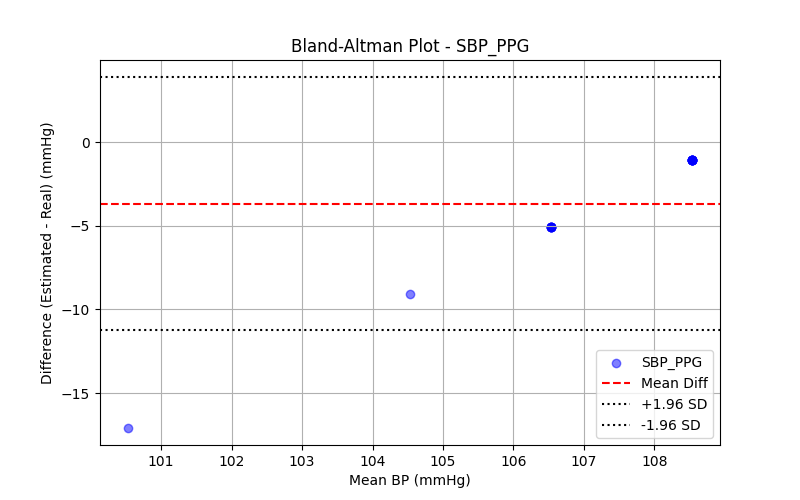 Bland-Altman Plot - SBP_PPG
Difference (Estimated - Real) (mmHg)
0
−5
−10
−15
SBP_PPG
Mean Diff
+1.96 SD
-1.96 SD
101 102 103 104 105 106 107 108
Mean BP (mmHg)